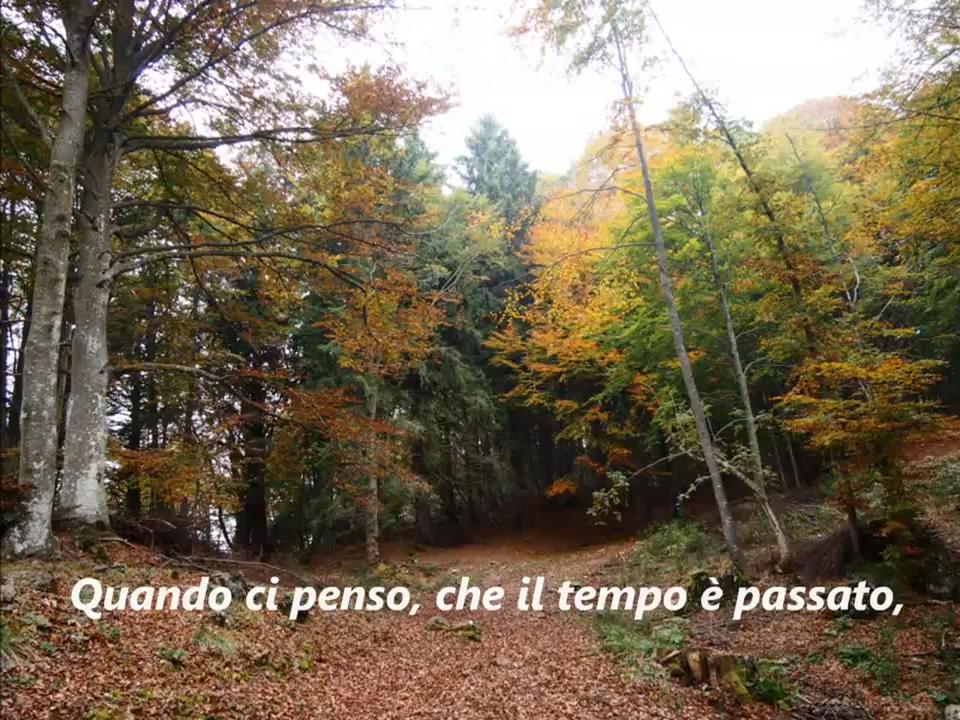 Quando ci penso, che il tempo è passato,